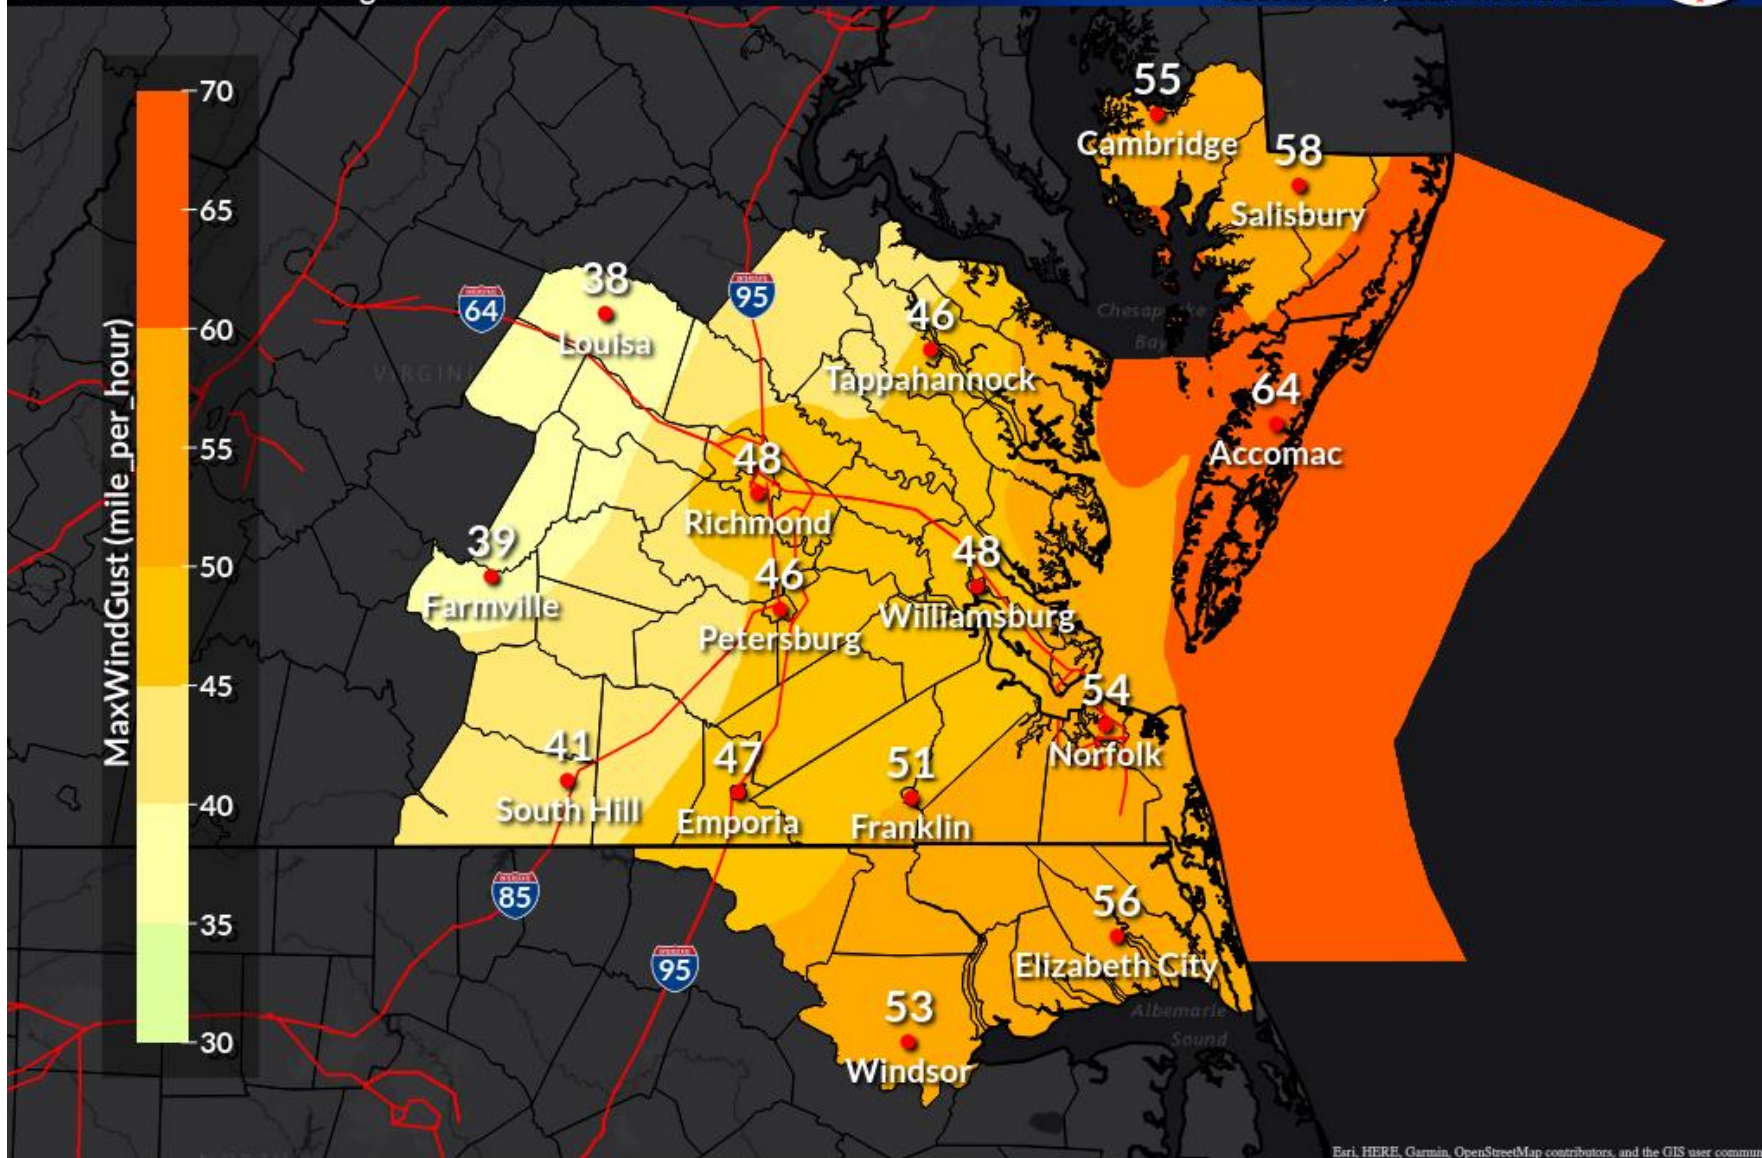 70
65
60
55
50
45
40
35
30
MaxWindGust (mile_per_hour)
55
Cambridge
58
Salisbury
38
Louisa
64
95
46
Tappahannock
Chesapeake
Bay
VIRGINI
64
Accomac
48
Richmond
39
Farmville
46
Petersburg
48
Williamsburg
54
Norfolk
41
South Hill
47
Emporia
51
Franklin
85
95
56
Elizabeth City
53
Windsor
Albemarle
Sound
Esri, HERE, Garmin, OpenStreetMap contributors, and the GIS user commun